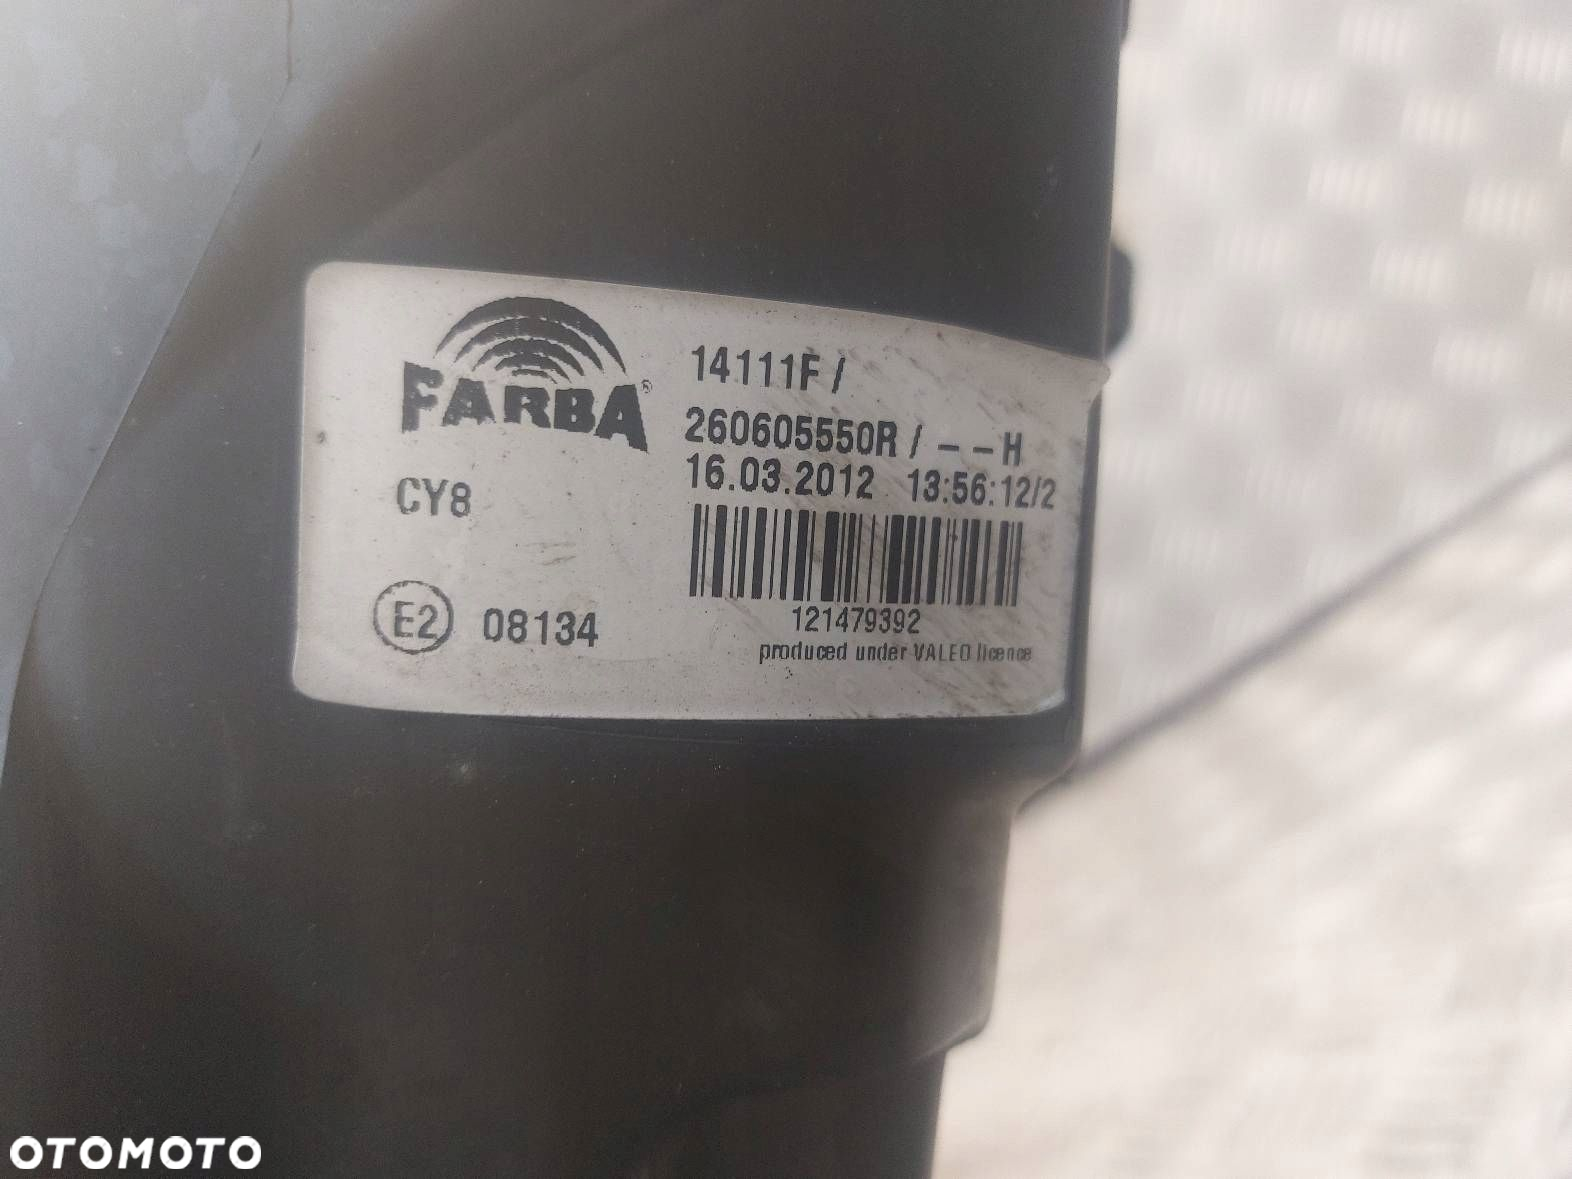 FARBA®
14111F /
260605550R / – – H
16.03.2012 13:56:12/2
CY8
121479392
E2 08134
produced under VALEO licence
OTOMOTO